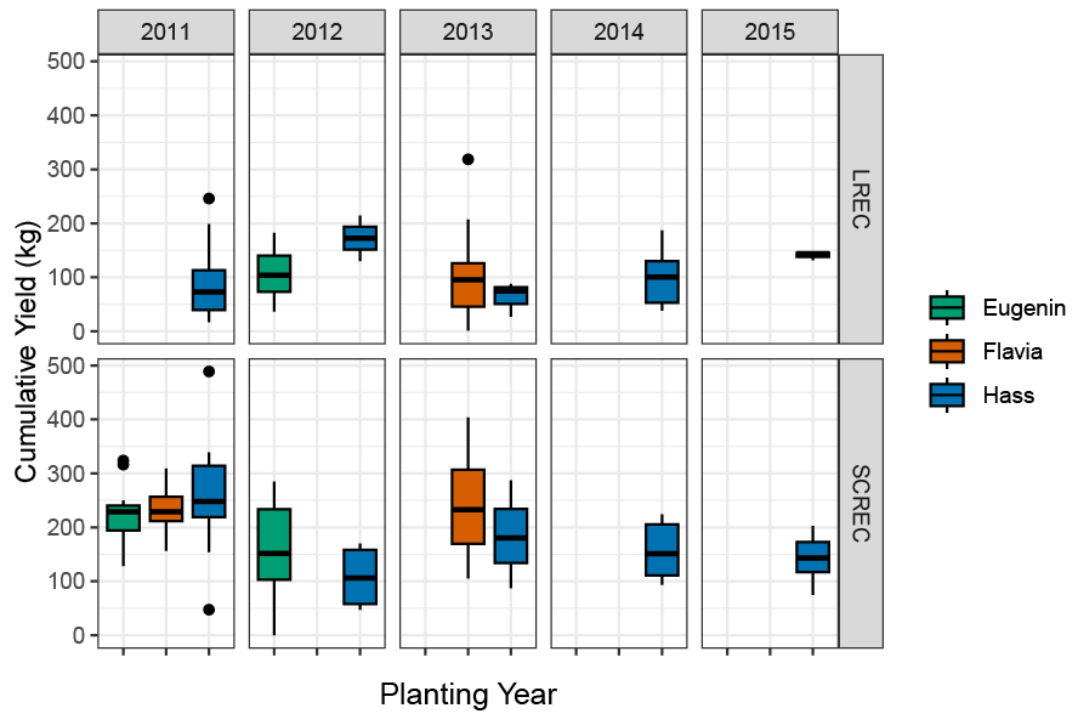 2011 2012 2013 2014 2015
500
400
300
200
100
0
LREC
Cumulative Yield (kg)
500
400
300
200
100
0
SCREC
Planting Year
Eugenin
Flavia
Hass